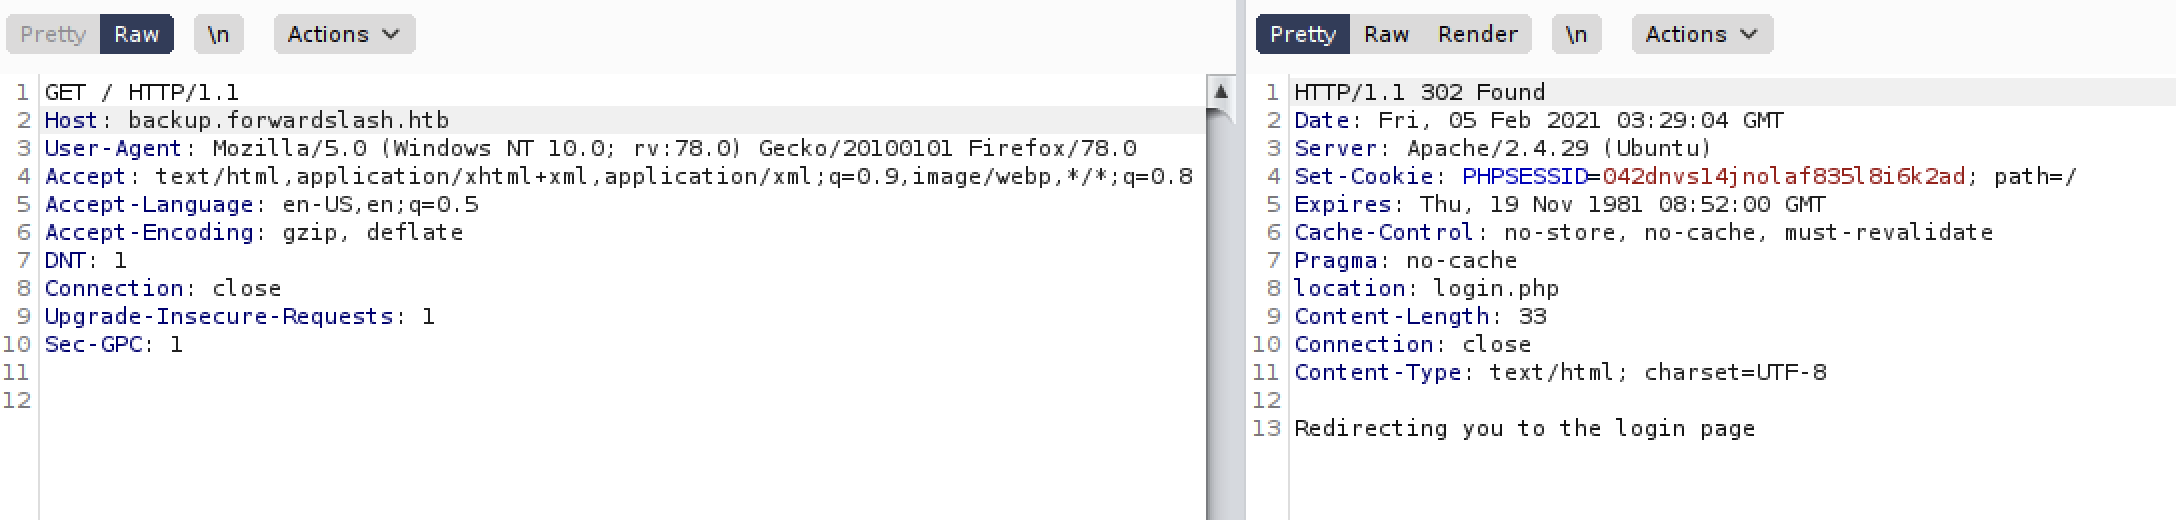 Pretty Raw \n Actions
1 GET / HTTP/1.1
2 Host: backup.forwardslash.htb
3 User-Agent: Mozilla/5.0 (Windows NT 10.0; rv:78.0) Gecko/20100101 Firefox/78.0
4 Accept: text/html,application/xhtml+xml,application/xml;q=0.9,image/webp,*/*;q=0.8
5 Accept-Language: en-US,en;q=0.5
6 Accept-Encoding: gzip, deflate
7 DNT: 1
8 Connection: close
9 Upgrade-Insecure-Requests: 1
10 Sec-GPC: 1
11
12
Pretty Raw Render \n Actions
1 HTTP/1.1 302 Found
2 Date: Fri, 05 Feb 2021 03:29:04 GMT
3 Server: Apache/2.4.29 (Ubuntu)
4 Set-Cookie: PHPSESSID=042dnvsl4jnolaf835l8i6k2ad; path=/
5 Expires: Thu, 19 Nov 1981 08:52:00 GMT
6 Cache-Control: no-store, no-cache, must-revalidate
7 Pragma: no-cache
8 location: login.php
9 Content-Length: 33
10 Connection: close
11 Content-Type: text/html; charset=UTF-8
12
13 Redirecting you to the login page